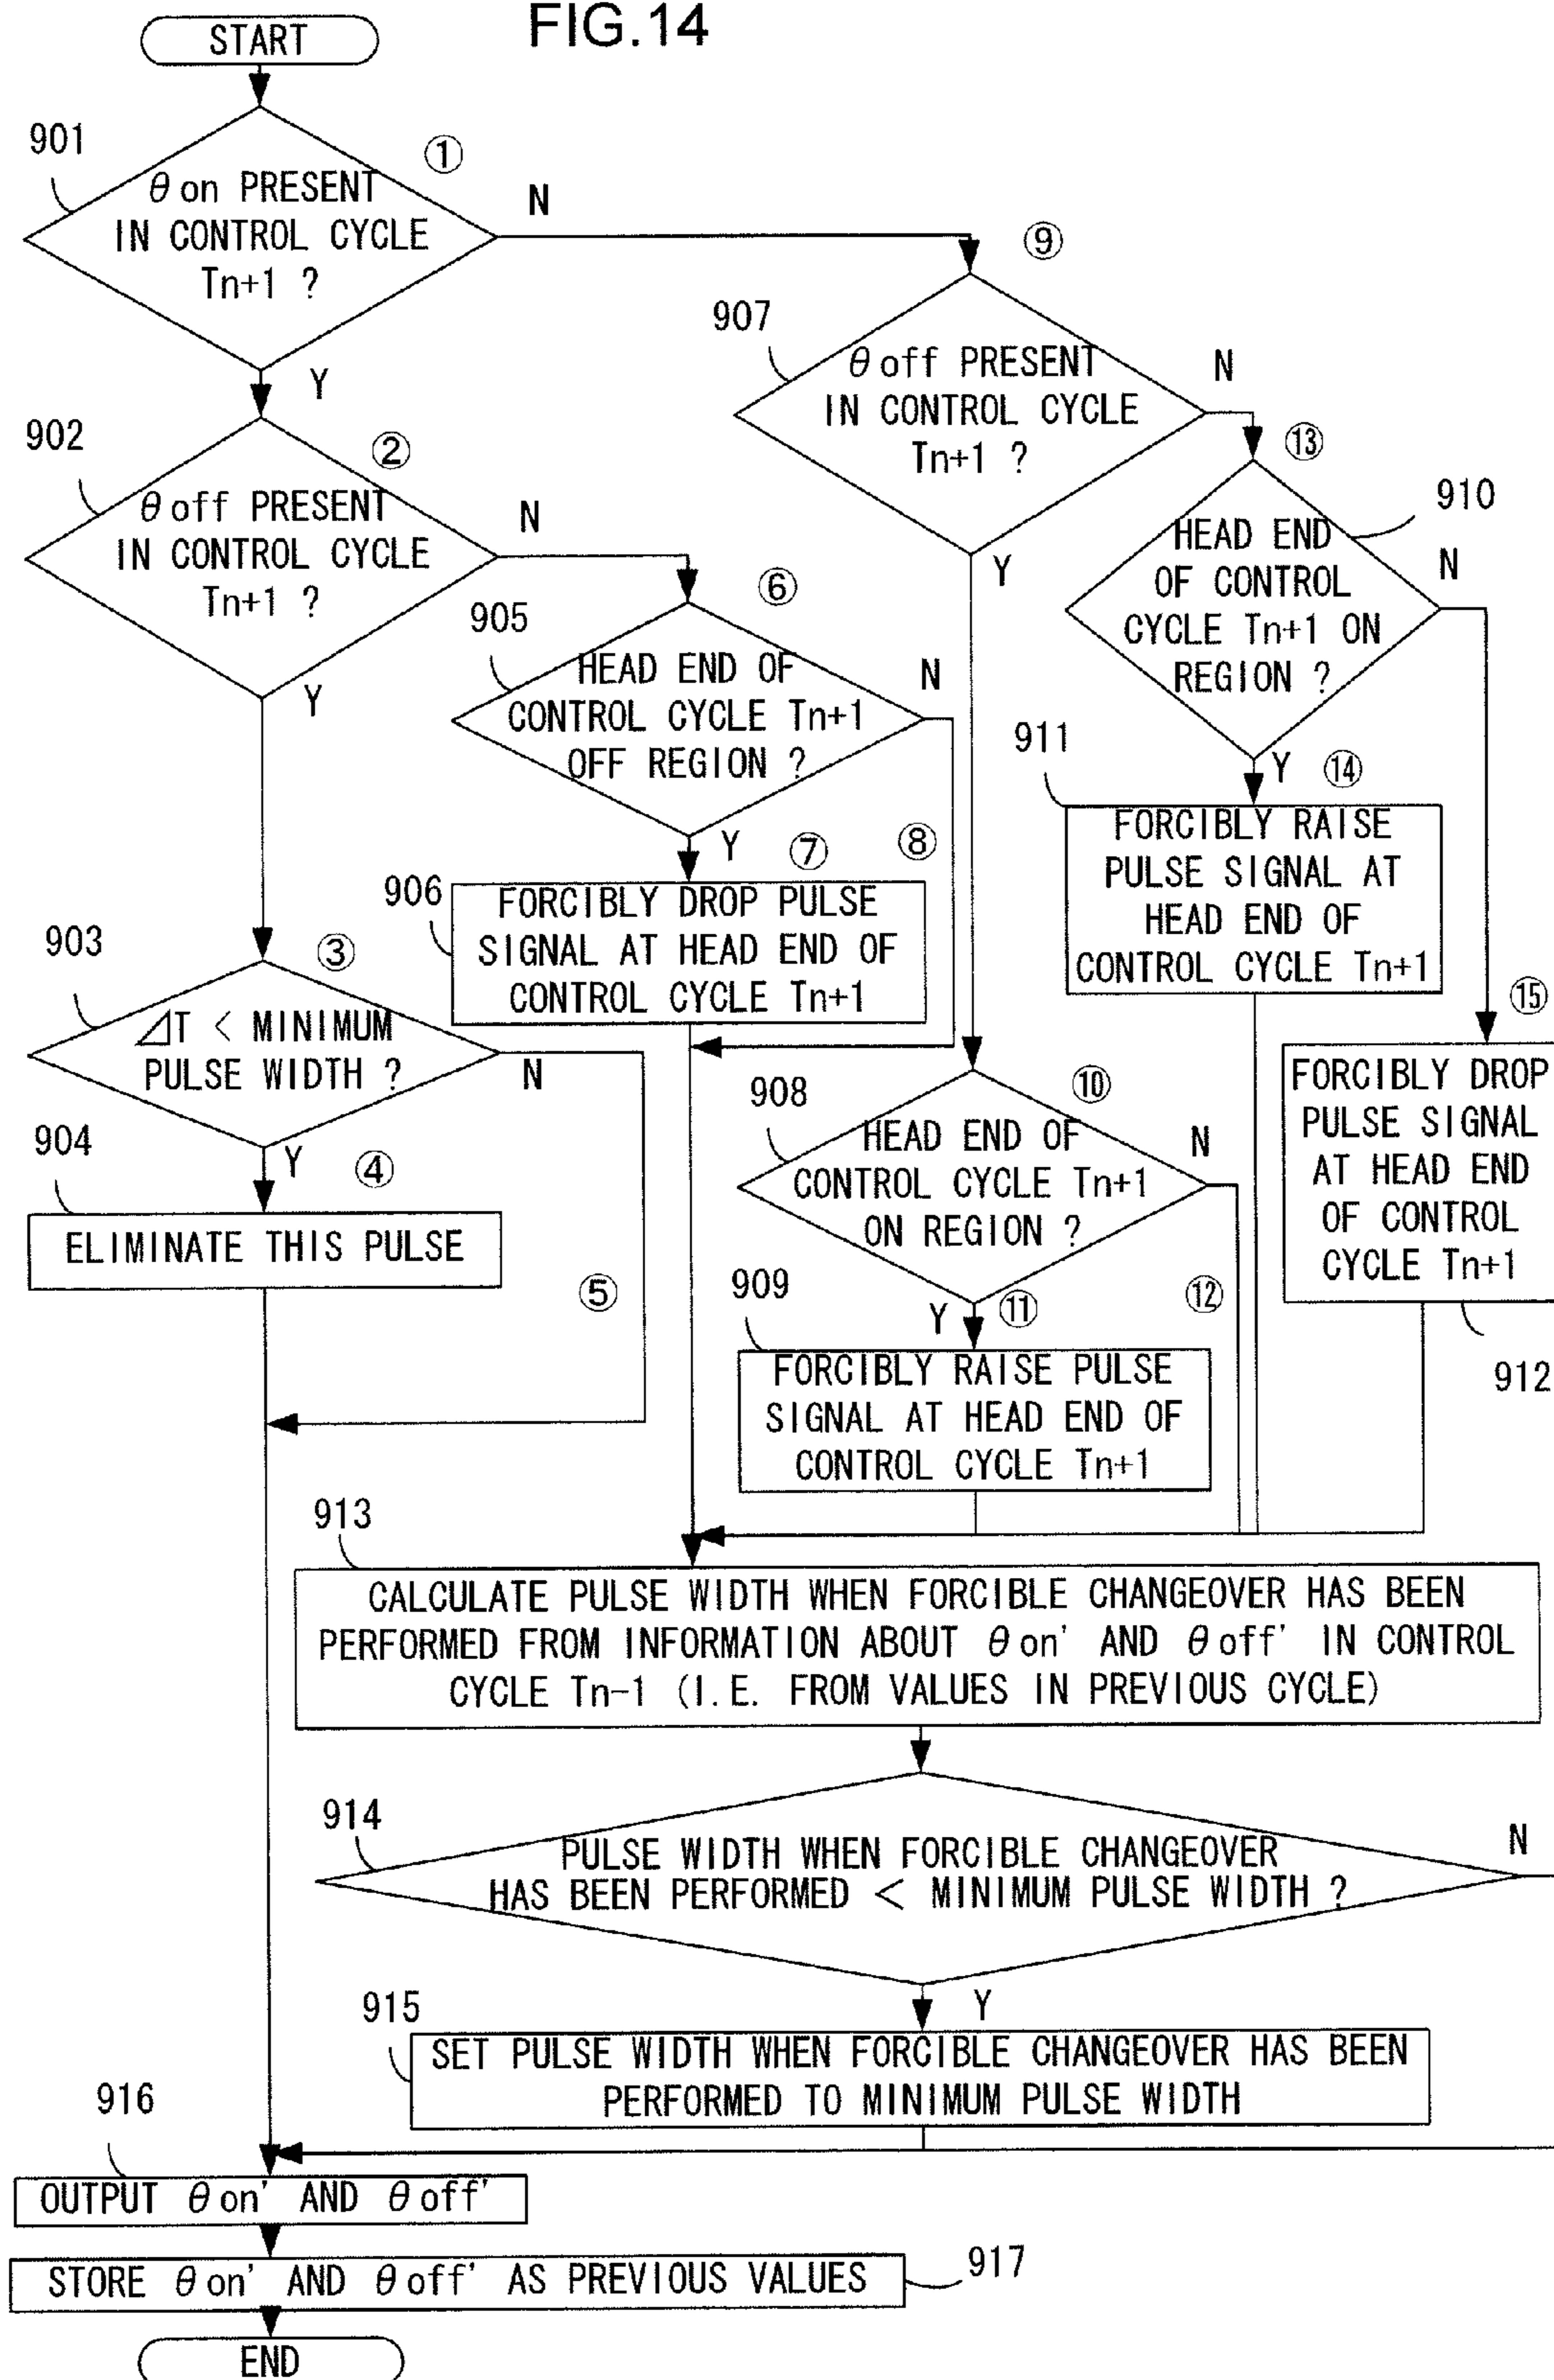 FIG.14
START
901
①
θon PRESENT
IN CONTROL CYCLE
Tn+1 ?
N
Y
⑨
907
θoff PRESENT
IN CONTROL CYCLE
Tn+1 ?
N
Y
902
②
θoff PRESENT
IN CONTROL CYCLE
Tn+1 ?
N
Y
⑬
910
HEAD END
OF CONTROL
CYCLE Tn+1 ON
REGION ?
N
Y
⑥
905
HEAD END OF
CONTROL CYCLE Tn+1
OFF REGION ?
N
Y
⑦
⑧
906
FORCIBLY DROP PULSE
SIGNAL AT HEAD END OF
CONTROL CYCLE Tn+1
911
⑭
FORCIBLY RAISE
PULSE SIGNAL AT
HEAD END OF
CONTROL CYCLE Tn+1
903
③
⊿T < MINIMUM
PULSE WIDTH ?
N
Y
904
④
ELIMINATE THIS PULSE
⑤
908
⑩
HEAD END OF
CONTROL CYCLE Tn+1
ON REGION ?
N
Y
⑪
⑫
909
FORCIBLY RAISE PULSE
SIGNAL AT HEAD END OF
CONTROL CYCLE Tn+1
⑮
FORCIBLY DROP
PULSE SIGNAL
AT HEAD END
OF CONTROL
CYCLE Tn+1
912
913
CALCULATE PULSE WIDTH WHEN FORCIBLE CHANGEOVER HAS BEEN
PERFORMED FROM INFORMATION ABOUT θon' AND θoff' IN CONTROL
CYCLE Tn-1 (I.E. FROM VALUES IN PREVIOUS CYCLE)
914
PULSE WIDTH WHEN FORCIBLE CHANGEOVER
HAS BEEN PERFORMED < MINIMUM PULSE WIDTH ?
N
Y
915
SET PULSE WIDTH WHEN FORCIBLE CHANGEOVER HAS BEEN
PERFORMED TO MINIMUM PULSE WIDTH
916
OUTPUT θon' AND θoff'
STORE θon' AND θoff' AS PREVIOUS VALUES
917
END